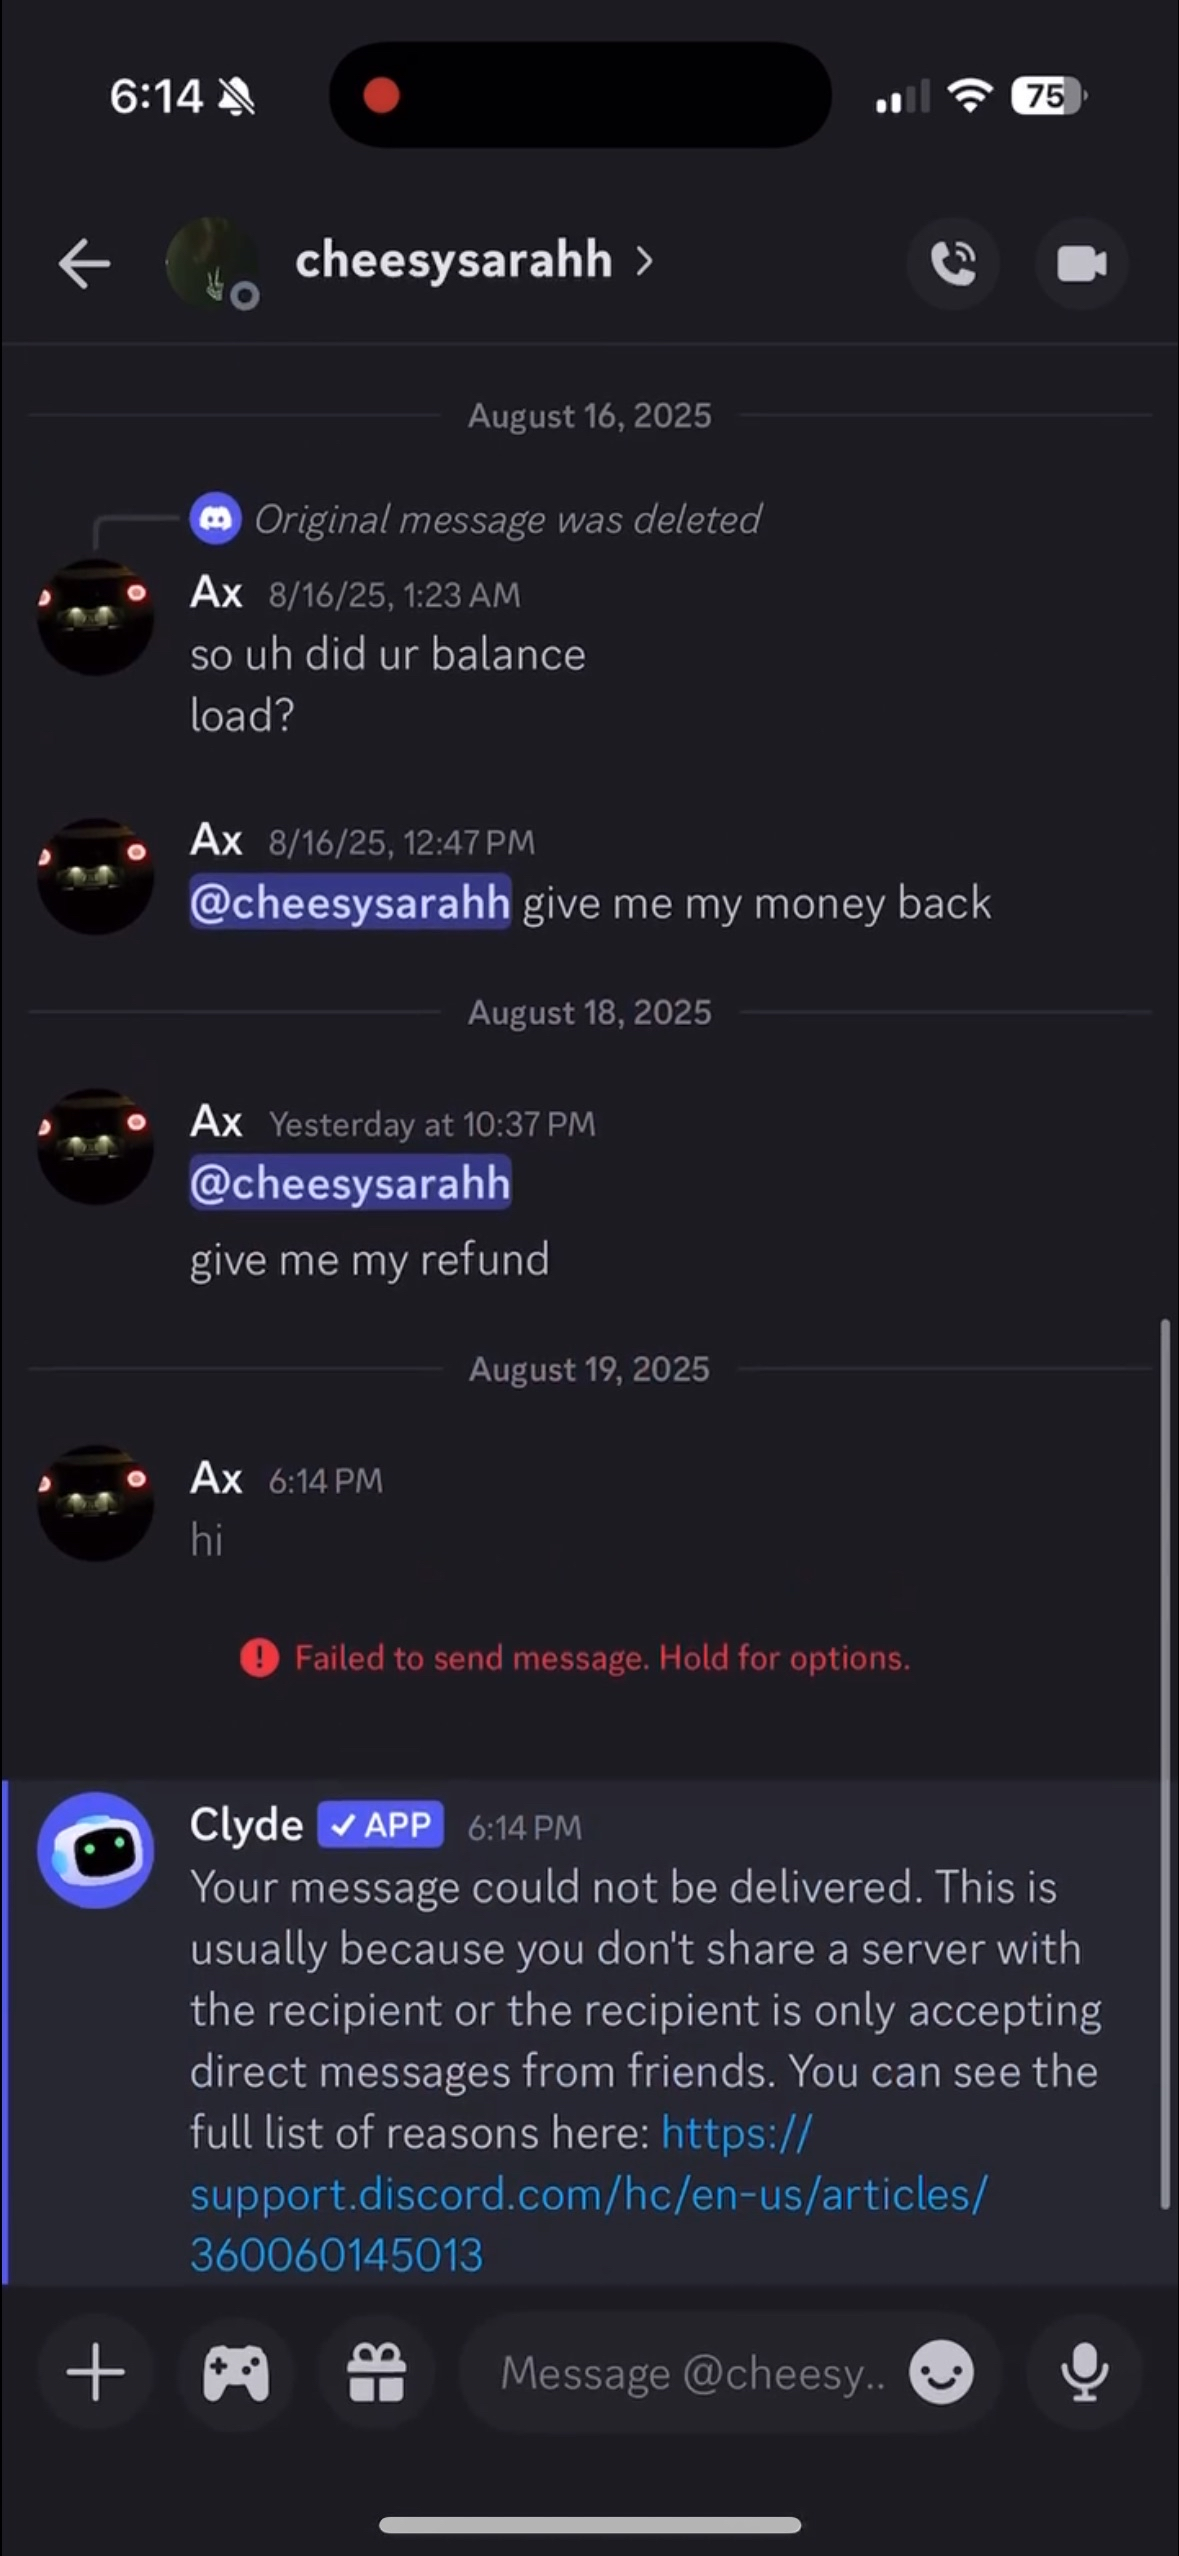 6:14
75
cheesysarahh
August 16, 2025
Original message was deleted
Ax 8/16/25, 1:23 AM
so uh did ur balance
load?
Ax 8/16/25, 12:47 PM
@cheesysarahh give me my money back
August 18, 2025
Ax Yesterday at 10:37 PM
@cheesysarahh
give me my refund
August 19, 2025
Ax 6:14 PM
hi
Failed to send message. Hold for options.
Clyde ✓ APP 6:14 PM
Your message could not be delivered. This is
usually because you don't share a server with
the recipient or the recipient is only accepting
direct messages from friends. You can see the
full list of reasons here: https://
support.discord.com/hc/en-us/articles/
360060145013
Message @cheesy..